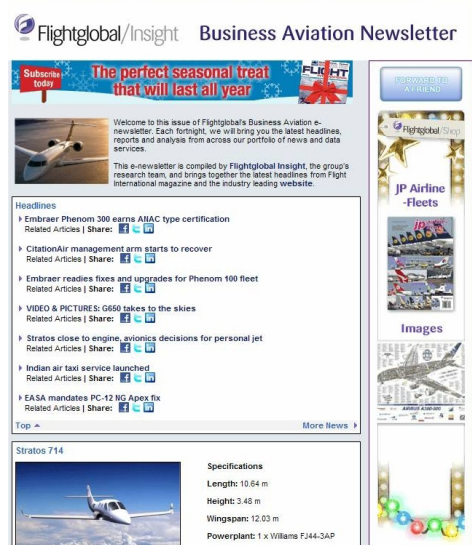 Flightglobal/Insight Business Aviation Newsletter
Subscribe today
The perfect seasonal treat
that will last all year
FLIGHT
FORWARD TO
A FRIEND
Welcome to this issue of Flightglobal's Business Aviation e-
newsletter. Each fortnight, we will bring you the latest headlines,
reports and analysis from across our portfolio of news and data
services.
This e-newsletter is compiled by Flightglobal Insight, the group's
research team, and brings together the latest headlines from Flight
International magazine and the industry leading website.
Flightglobal/Shop
JP Airline
-Fleets
jp
Images
AIRBUS A380-800
Headlines
Embraer Phenom 300 earns ANAC type certification
Related Articles | Share:
CitationAir management arm starts to recover
Related Articles | Share:
Embraer readies fixes and upgrades for Phenom 100 fleet
Related Articles | Share:
VIDEO & PICTURES: G650 takes to the skies
Related Articles | Share:
Stratos close to engine, avionics decisions for personal jet
Related Articles | Share:
Indian air taxi service launched
Related Articles | Share:
EASA mandates PC-12 NG Apex fix
Related Articles | Share:
Top More News
Stratos 714
Specifications
Length: 10.64 m
Height: 3.48 m
Wingspan: 12.03 m
Powerplant: 1 x Williams FJ44-3AP